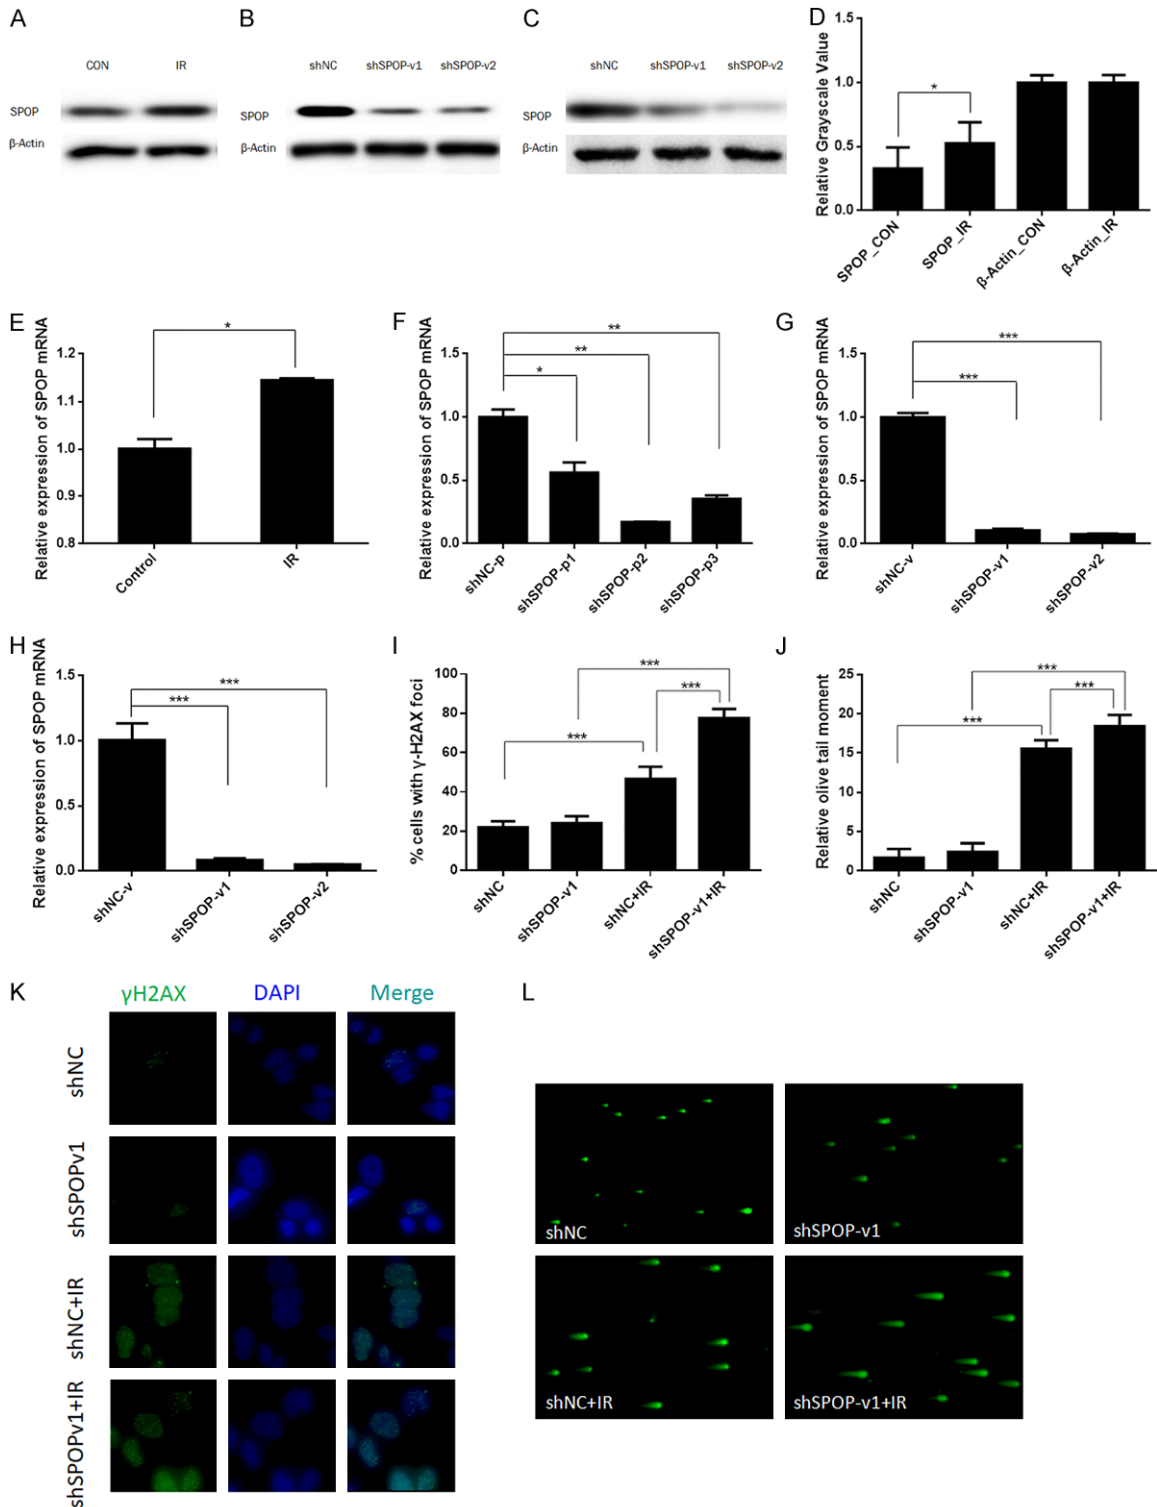 A
B
C
D
CON IR
shNC shSPOP-v1 shSPOP-v2
shNC shSPOP-v1 shSPOP-v2
SPOP
β-Actin
SPOP
β-Actin
SPOP
β-Actin
Relative Grayscale Value
1.5
1.0
0.5
0.0
*
SPOP_CON
SPOP_IR
β-Actin_CON
β-Actin_IR
E
Relative expression of SPOP mRNA
1.2
1.1
1.0
0.9
0.8
*
Control
IR
F
Relative expression of SPOP mRNA
1.5
1.0
0.5
0.0
**
**
*
shNC-p
shSPOP-p1
shSPOP-p2
shSPOP-p3
G
Relative expression of SPOP mRNA
1.5
1.0
0.5
0.0
***
***
shNC-v
shSPOP-v1
shSPOP-v2
H
Relative expression of SPOP mRNA
1.5
1.0
0.5
0.0
***
***
shNC-v
shSPOP-v1
shSPOP-v2
I
% cells with γ-H2AX foci
100
80
60
40
20
0
***
***
***
shNC
shSPOP-v1
shNC+IR
shSPOP-v1+IR
J
Relative olive tail moment
25
20
15
10
5
0
***
***
***
shNC
shSPOP-v1
shNC+IR
shSPOP-v1+IR
K
γH2AX DAPI Merge
shNC
shSPOPv1
shNC+IR
shSPOPv1+IR
L
shNC
shSPOP-v1
shNC+IR
shSPOP-v1+IR